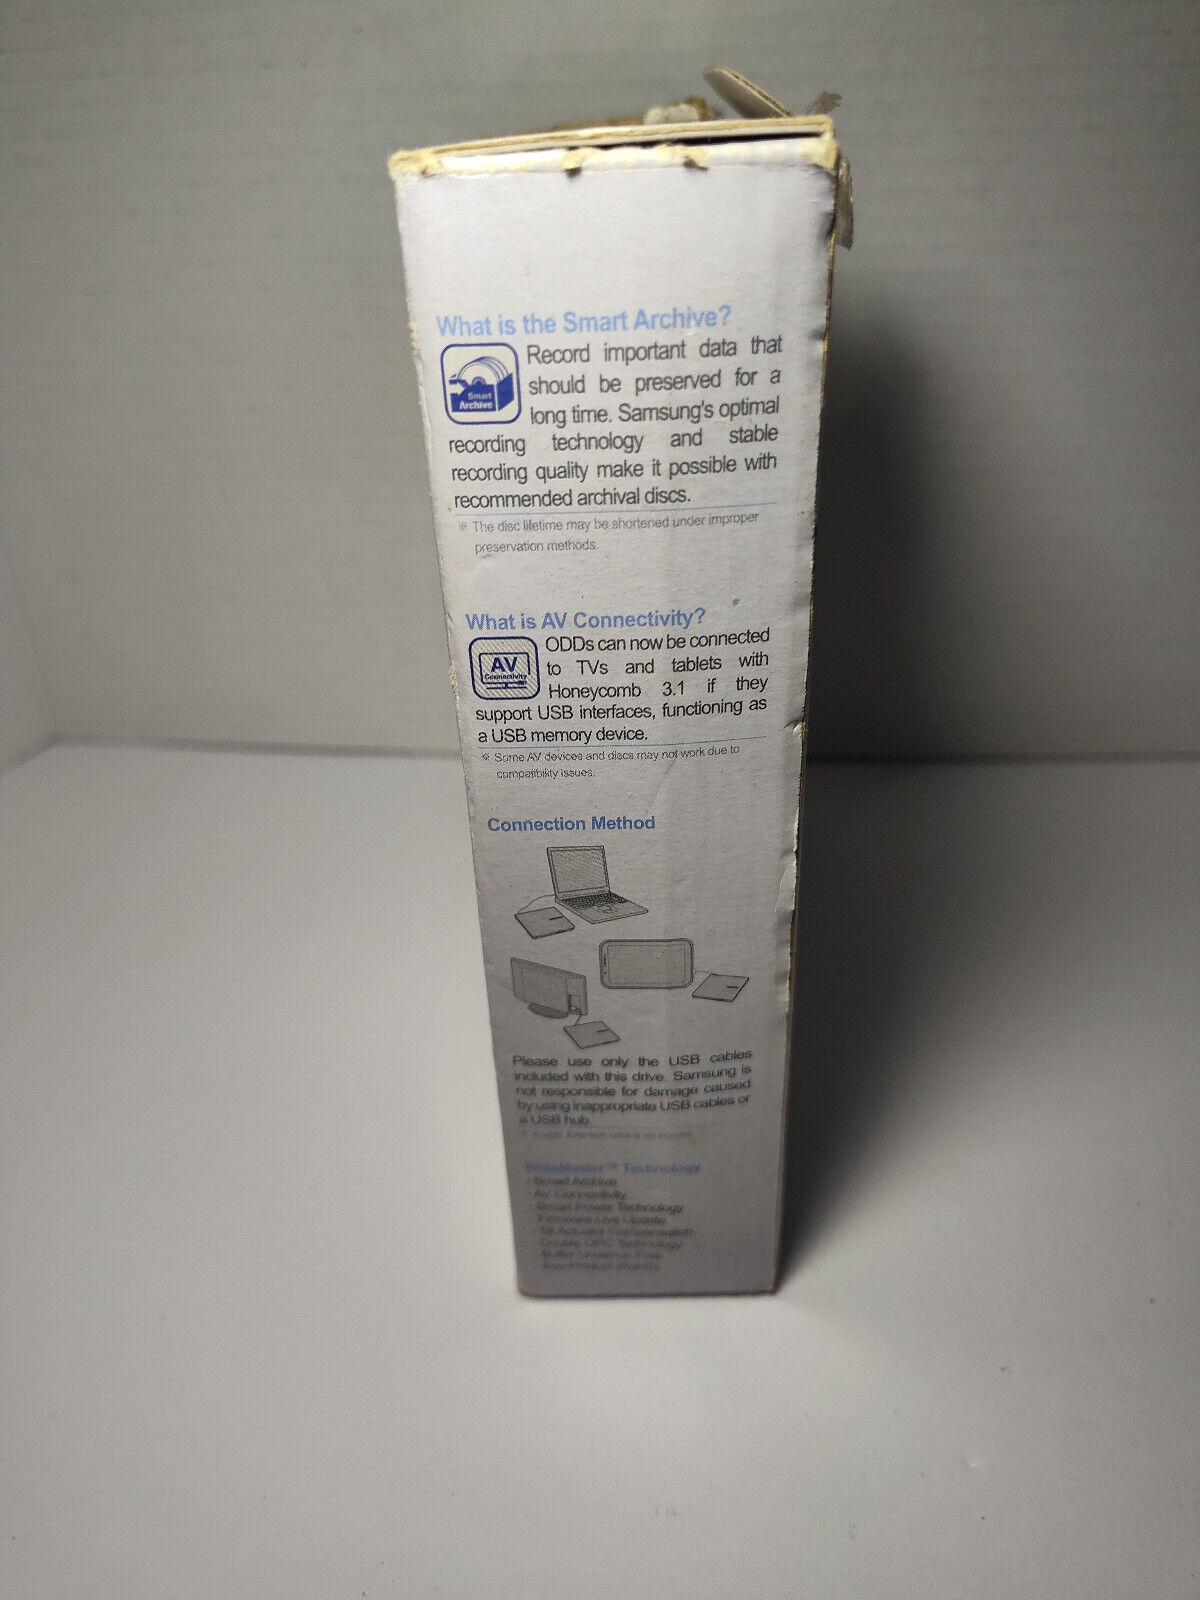 What is the Smart Archive?
Smart
Archive
Record important data that
should be preserved for a
long time. Samsung's optimal
recording technology and stable
recording quality make it possible with
recommended archival discs.
※ The disc lifetime may be shortened under improper
preservation methods.
What is AV Connectivity?
AV
Connectivity
ODDs can now be connected
to TVs and tablets with
Honeycomb 3.1 if they
support USB interfaces, functioning as
a USB memory device.
※ Some AV devices and discs may not work due to
compatibility issues.
Connection Method
Please use only the USB cables
included with this drive. Samsung is
not responsible for damage caused
by using inappropriate USB cables or
a USB hub.
cable is not
WriteMaster™ Technology
- Smart Archive
- AV Connectivity
- Smart Power Technology
- Firmware Live Update
- Tilt Actuator
- Double OPC Technology
- Buffer Underrun Free